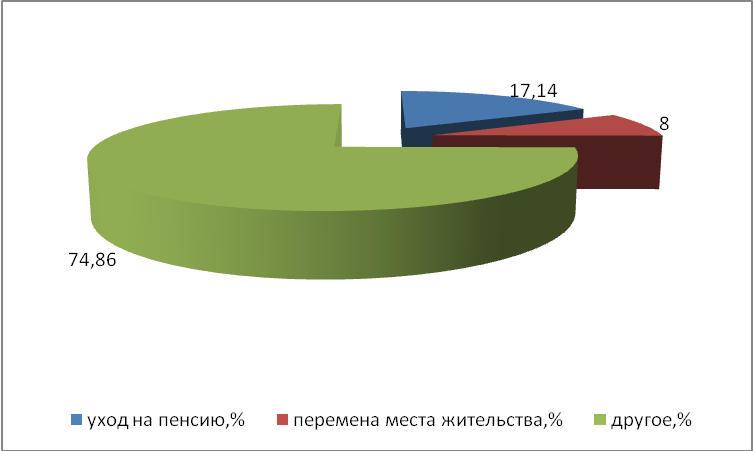 17,14
8
74,86
уход на пенсию,% перемена места жительства,% другое,%